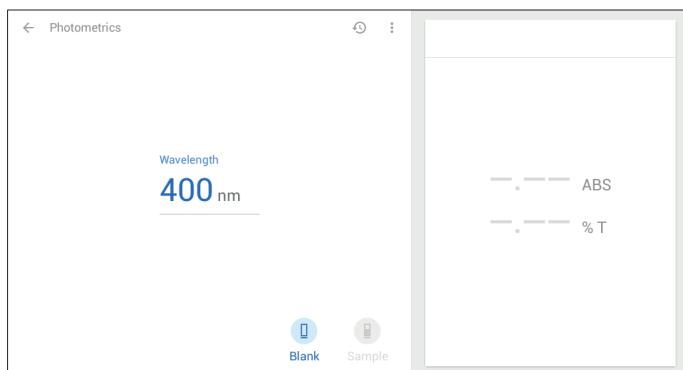 Photometrics
Wavelength
400 nm
Blank
Sample
-.-- ABS
-.-- % T